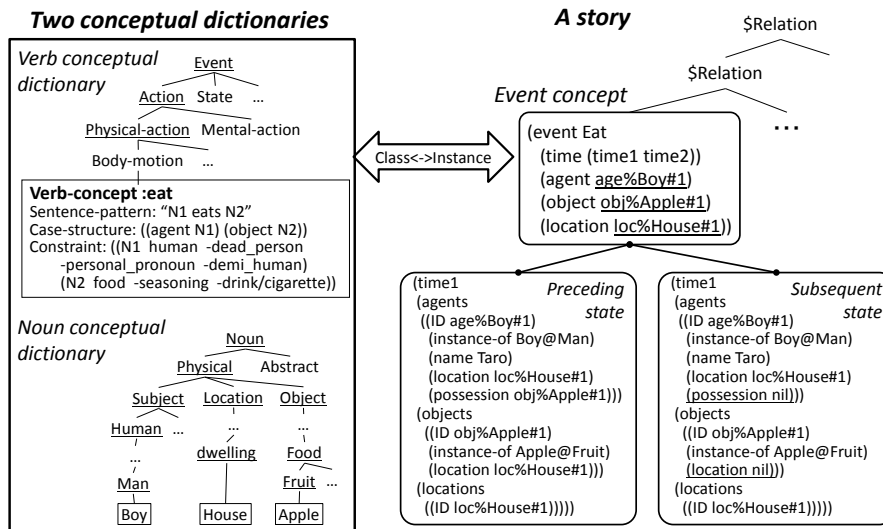 Two conceptual dictionaries
Verb conceptual
dictionary
Event
Action State ...
Physical-action Mental-action
Body-motion ...
Verb-concept :eat
Sentence-pattern: “N1 eats N2”
Case-structure: ((agent N1) (object N2))
Constraint: ((N1 human -dead_person
-personal_pronoun -demi_human)
(N2 food -seasoning -drink/cigarette))
Noun conceptual
dictionary
Noun
Physical Abstract
Subject Location Object
Human ... ... ...
... dwelling Food
Man Fruit ...
Boy House Apple
Class<->Instance
A story
$Relation
$Relation
...
Event concept
(event Eat
(time (time1 time2))
(agent age%Boy#1)
(object obj%Apple#1)
(location loc%House#1))
Preceding
state
(time1
(agents
((ID age%Boy#1)
(instance-of Boy@Man)
(name Taro)
(location loc%House#1)
(possession obj%Apple#1)))
(objects
((ID obj%Apple#1)
(instance-of Apple@Fruit)
(location loc%House#1)))
(locations
((ID loc%House#1)))))
Subsequent
state
(time1
(agents
((ID age%Boy#1)
(instance-of Boy@Man)
(name Taro)
(location loc%House#1)
(possession nil)))
(objects
((ID obj%Apple#1)
(instance-of Apple@Fruit)
(location nil)))
(locations
((ID loc%House#1)))))